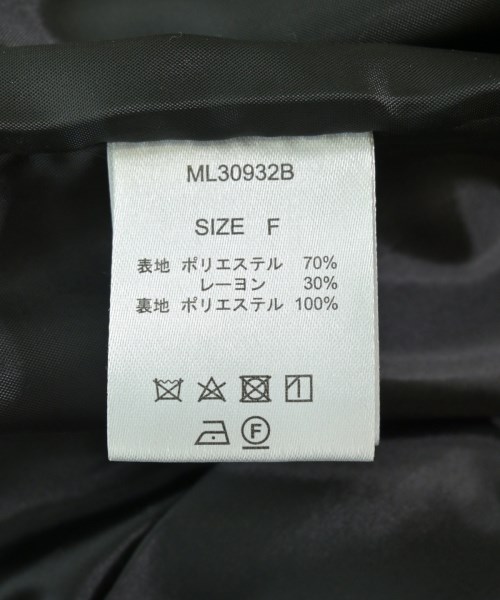 ML30932B
SIZE F
表地 ポリエステル 70%
レーヨン 30%
裏地 ポリエステル 100%
F